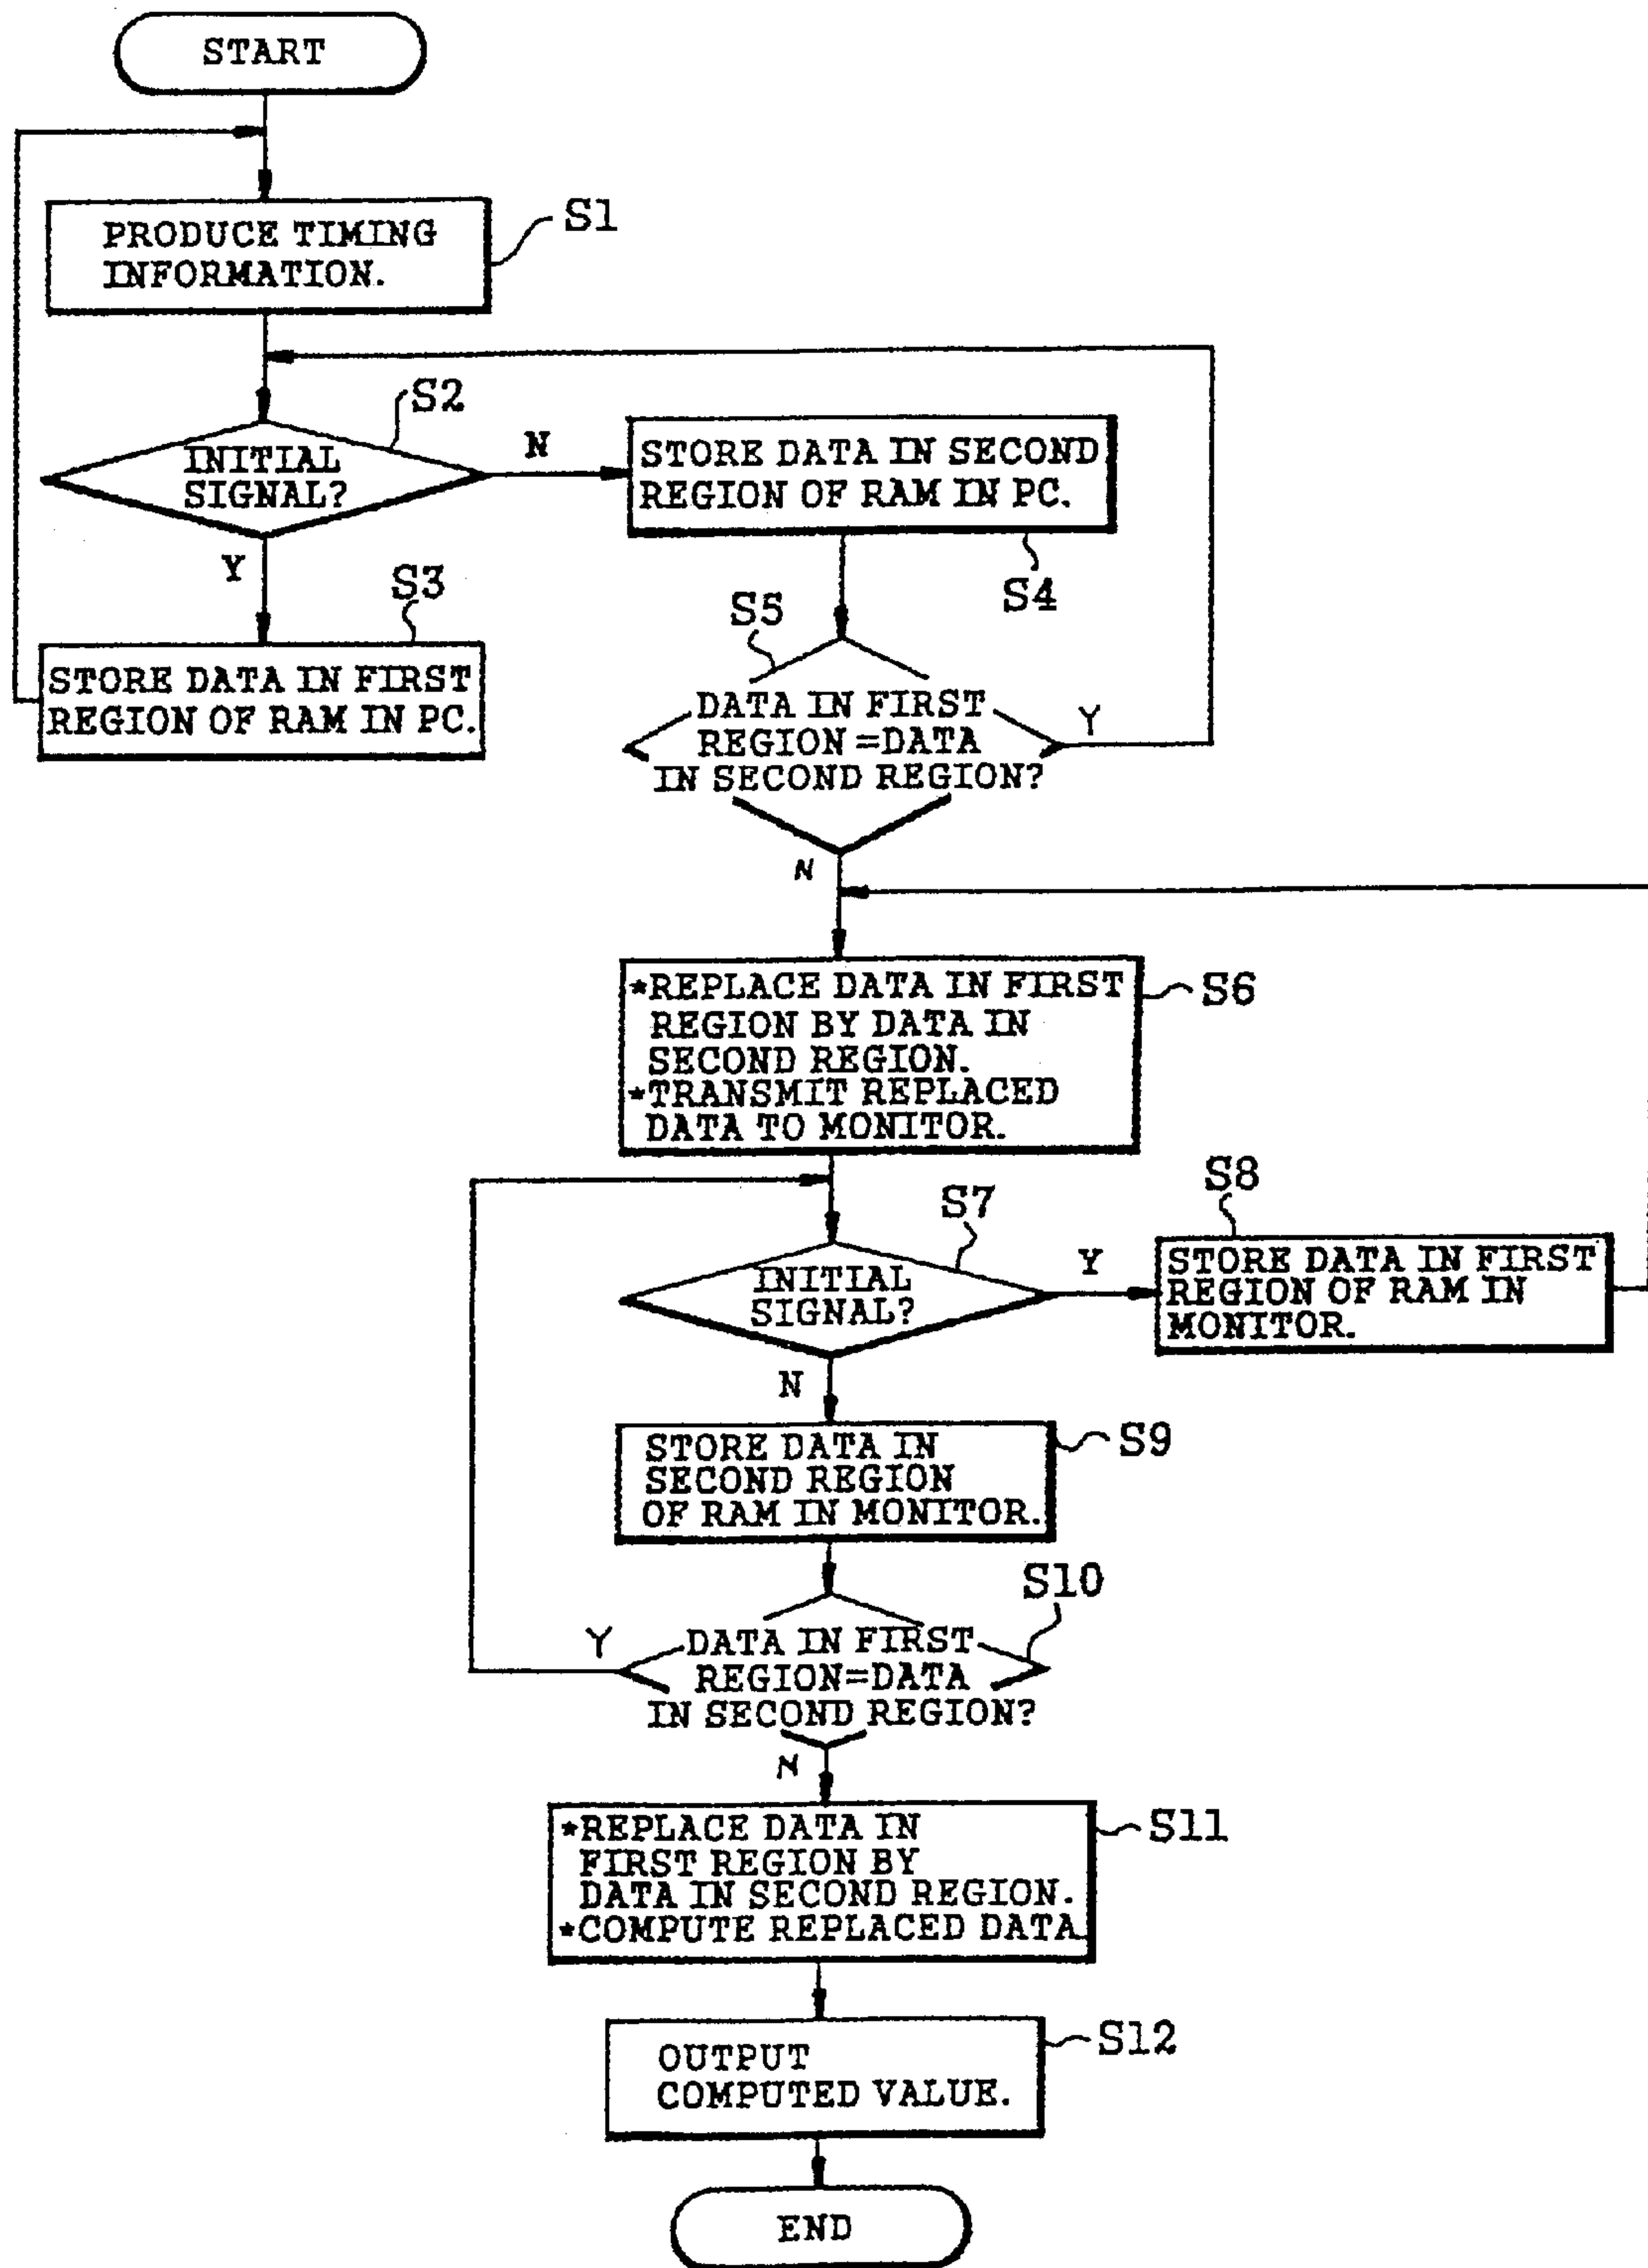 START
PRODUCE TIMING
INFORMATION.
S1
S2
INITIAL
SIGNAL?
N
Y
STORE DATA IN SECOND
REGION OF RAM IN PC.
S4
S3
STORE DATA IN FIRST
REGION OF RAM IN PC.
S5
DATA IN FIRST
REGION=DATA
IN SECOND REGION?
Y
N
*REPLACE DATA IN FIRST
REGION BY DATA IN
SECOND REGION.
*TRANSMIT REPLACED
DATA TO MONITOR.
S6
S7
INITIAL
SIGNAL?
Y
N
S8
STORE DATA IN FIRST
REGION OF RAM IN
MONITOR.
STORE DATA IN
SECOND REGION
OF RAM IN MONITOR.
S9
S10
DATA IN FIRST
REGION=DATA
IN SECOND REGION?
Y
N
*REPLACE DATA IN
FIRST REGION BY
DATA IN SECOND REGION.
*COMPUTE REPLACED DATA.
S11
OUTPUT
COMPUTED VALUE.
S12
END